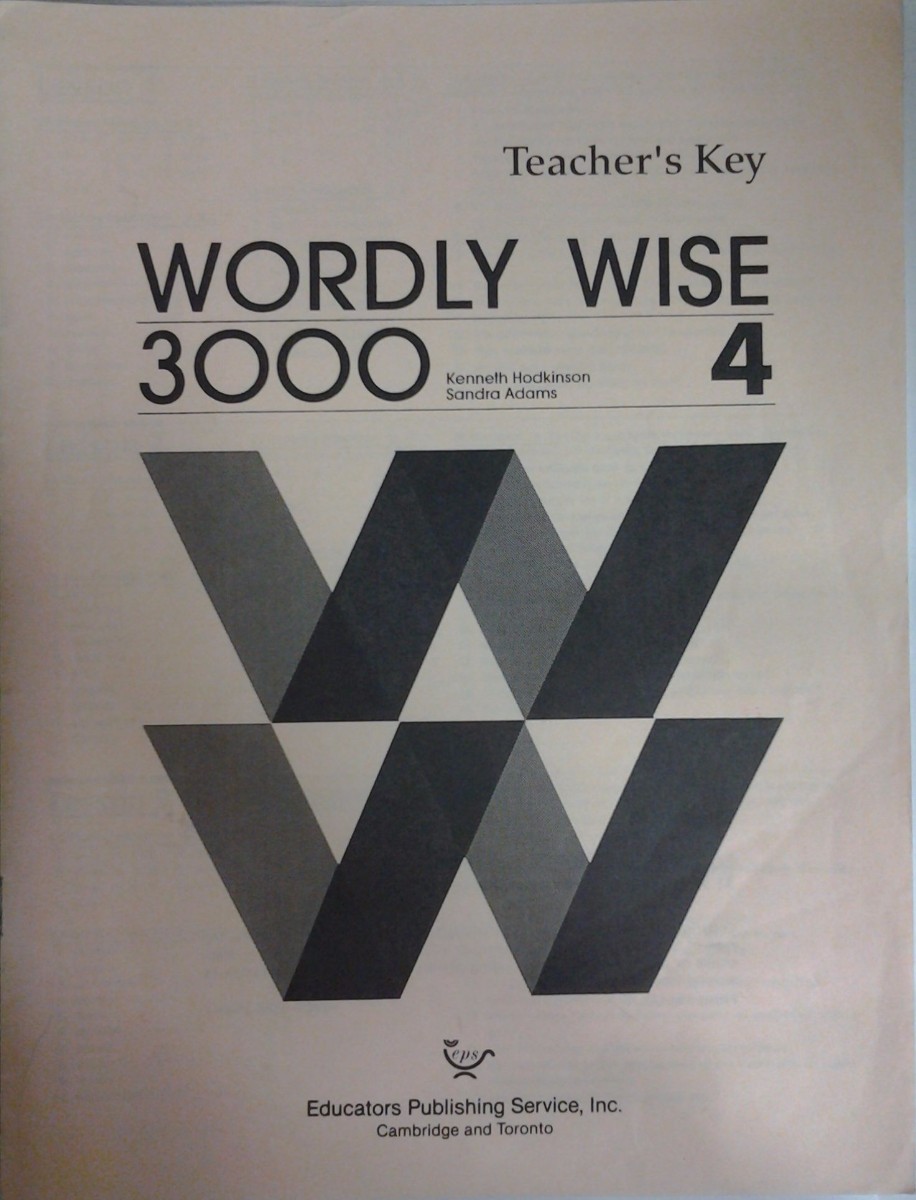 Teacher's Key
WORDLY WISE
3000 Kenneth Hodkinson 4
Sandra Adams
eps
Educators Publishing Service, Inc.
Cambridge and Toronto